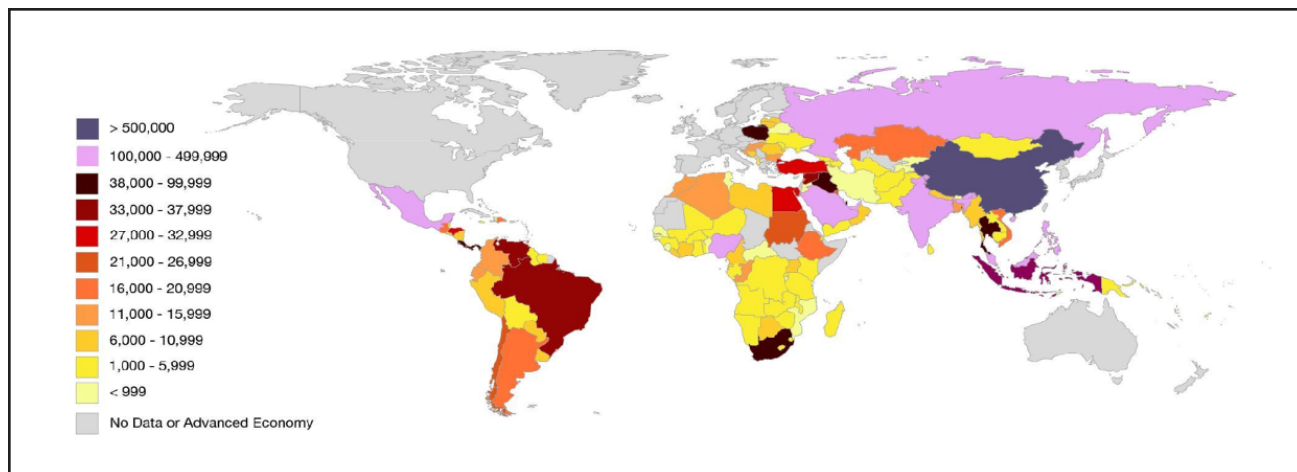 > 500,000
100,000 - 499,999
38,000 - 99,999
33,000 - 37,999
27,000 - 32,999
21,000 - 26,999
16,000 - 20,999
11,000 - 15,999
6,000 - 10,999
1,000 - 5,999
< 999
No Data or Advanced Economy